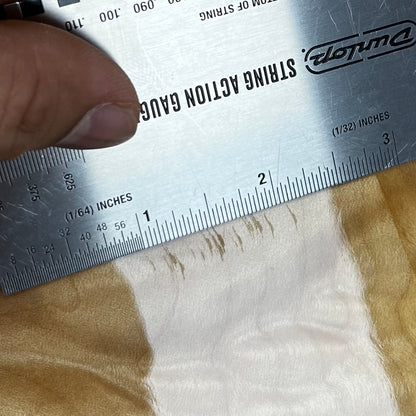 .110 .100 .090 .080
BOTTOM OF STRING
Dunlop
STRING ACTION GAUG
(1/32) INCHES
.625
(1/64) INCHES
1 2 3
8 16 24 32 40 48 56